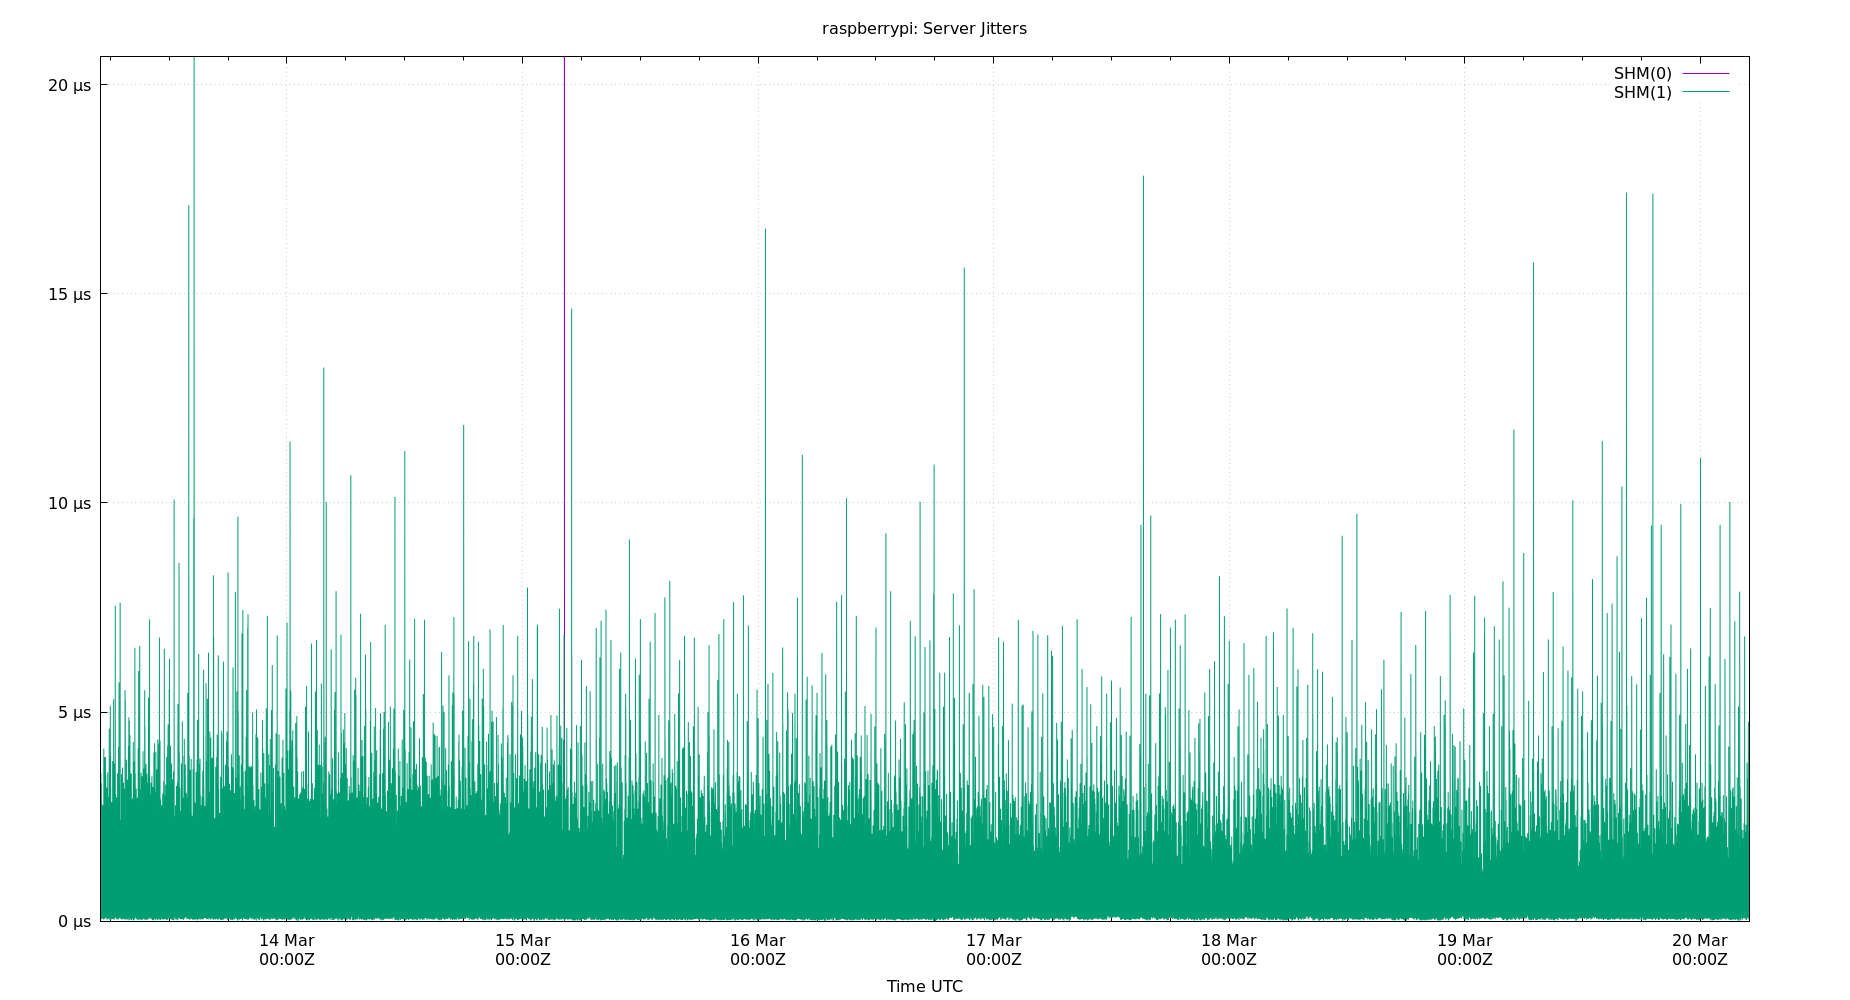 raspberrypi: Server Jitters
SHM(0)
SHM(1)
20 µs
15 µs
10 µs
5 µs
0 µs
14 Mar 15 Mar 16 Mar 17 Mar 18 Mar 19 Mar 20 Mar
00:00Z 00:00Z 00:00Z 00:00Z 00:00Z 00:00Z 00:00Z
Time UTC